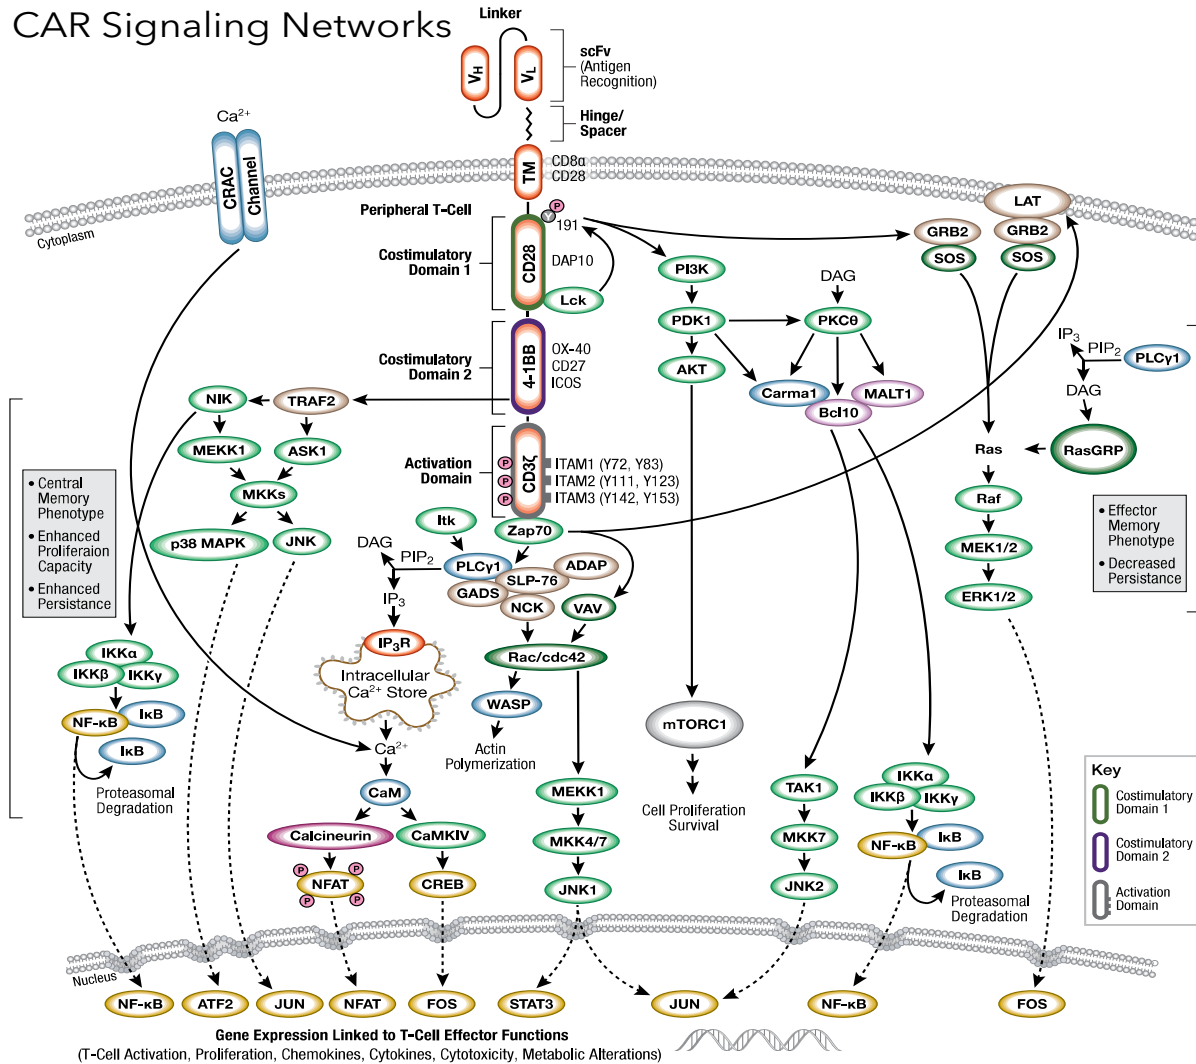 CAR Signaling Networks
Linker
VH
VL
scFv
(Antigen
Recognition)
Hinge/
Spacer
Ca²⁺
CRAC
Channel
TM
CD8α
CD28
Cytoplasm
Peripheral T-Cell
P
Y
191
Costimulatory
Domain 1
CD28
DAP10
Lck
LAT
GRB2
SOS
GRB2
SOS
PI3K
DAG
PDK1
PKCθ
AKT
Carma1
Bcl10
MALT1
IP₃
PIP₂
PLCγ1
DAG
Ras
RasGRP
Costimulatory
Domain 2
4-1BB
OX-40
CD27
ICOS
NIK
TRAF2
MEKK1
ASK1
MKKs
p38 MAPK
JNK
Activation
Domain
CD3ζ
P
P
P
ITAM1 (Y72, Y83)
ITAM2 (Y111, Y123)
ITAM3 (Y142, Y153)
• Central
Memory
Phenotype
• Enhanced
Proliferaion
Capacity
• Enhanced
Persistance
Raf
MEK1/2
ERK1/2
• Effector
Memory
Phenotype
• Decreased
Persistance
Itk
Zap70
DAG
PIP₂
PLCγ1
SLP-76
ADAP
GADS
NCK
VAV
IP₃
IP₃R
Intracellular
Ca²⁺ Store
Rac/cdc42
WASP
Actin
Polymerization
IKKα
IKKβ
IKKγ
NF-κB
IκB
IκB
Proteasomal
Degradation
Ca²⁺
CaM
Calcineurin
CaMKIV
P
P
NFAT
P
P
CREB
MEKK1
MKK4/7
JNK1
mTORC1
Cell Proliferation
Survival
TAK1
MKK7
JNK2
IKKα
IKKβ
IKKγ
NF-κB
IκB
IκB
Proteasomal
Degradation
Key
Costimulatory
Domain 1
Costimulatory
Domain 2
Activation
Domain
Nucleus
NF-κB
ATF2
JUN
NFAT
FOS
STAT3
JUN
NF-κB
FOS
Gene Expression Linked to T-Cell Effector Functions
(T-Cell Activation, Proliferation, Chemokines, Cytokines, Cytotoxicity, Metabolic Alterations)